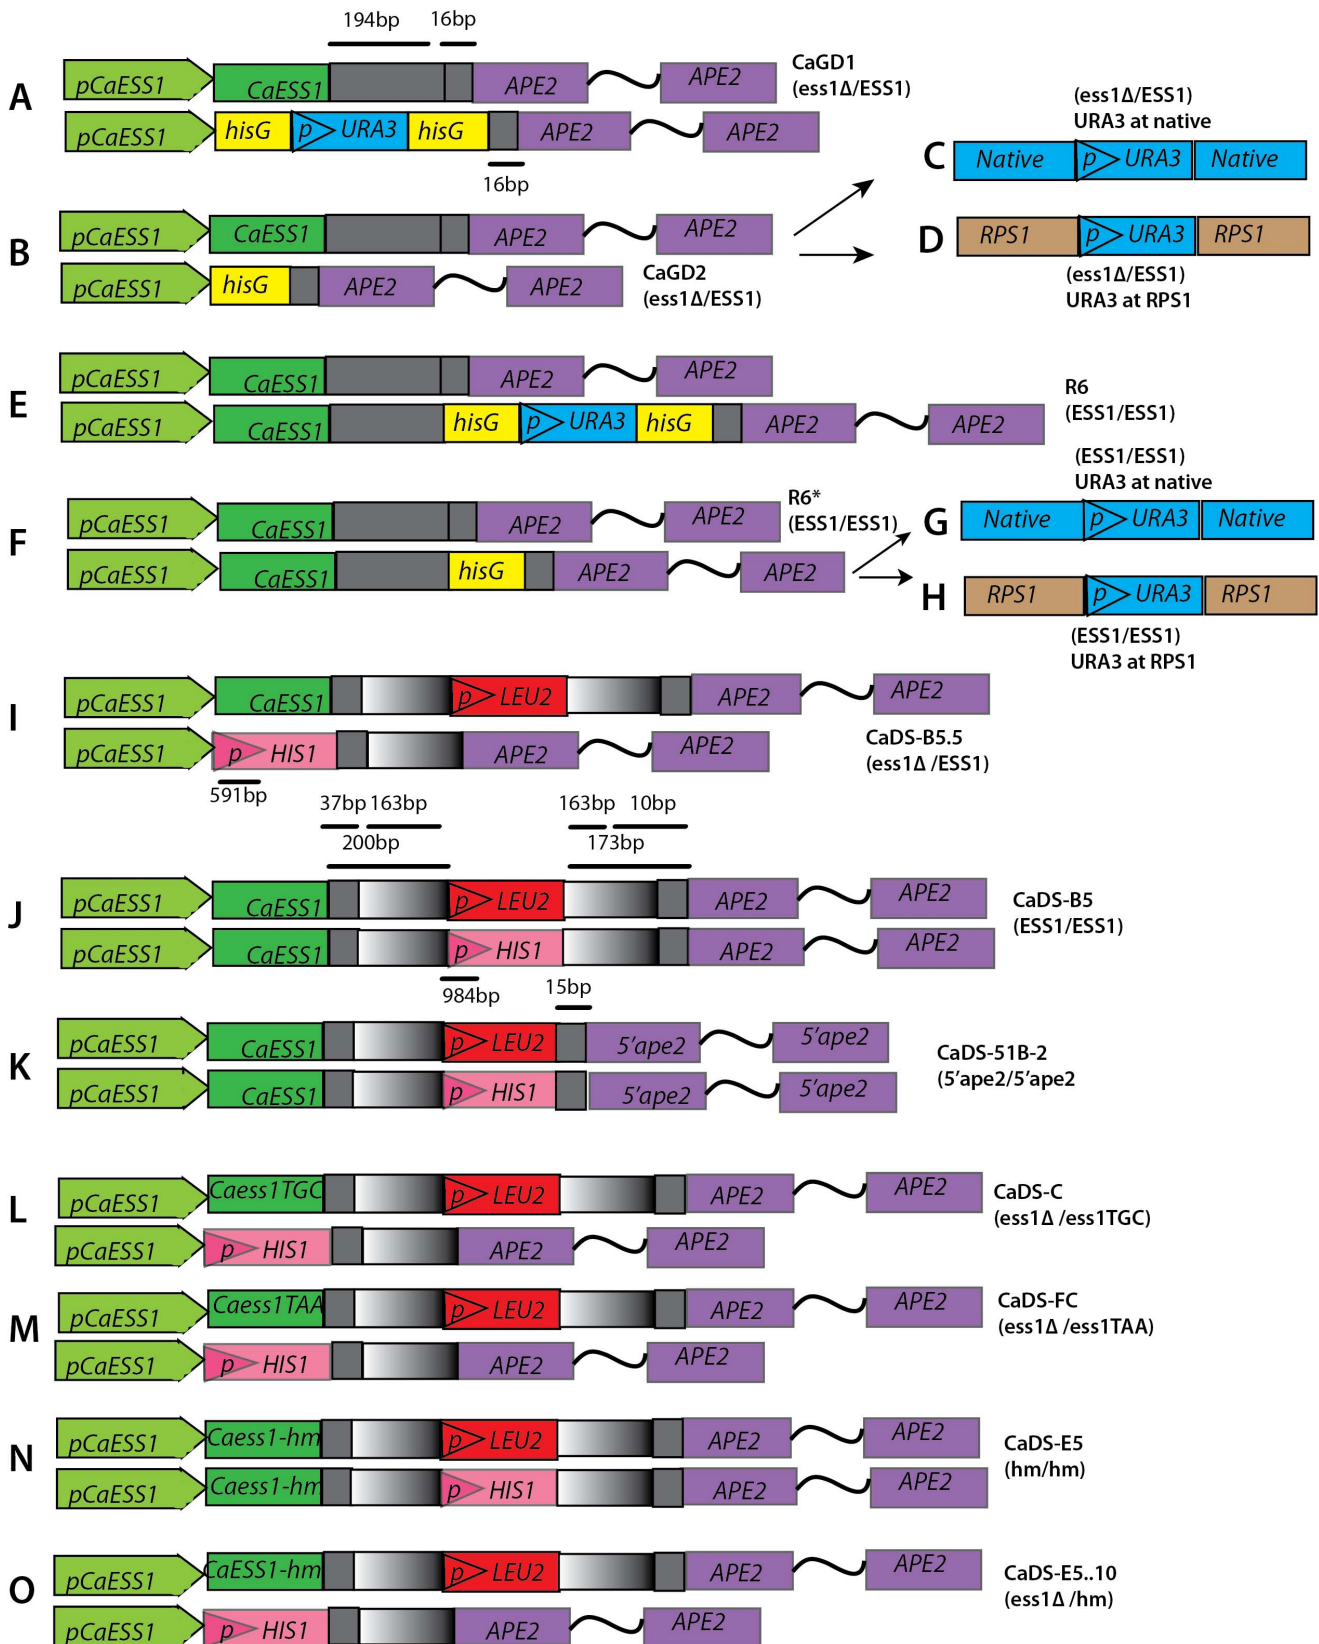 194bp 16bp
A pCaESS1 CaESS1 APE2 APE2 CaGD1
(ess1Δ/ESS1)
pCaESS1 hisG p URA3 hisG APE2 APE2
16bp
(ess1Δ/ESS1)
URA3 at native
C Native p URA3 Native
B pCaESS1 CaESS1 APE2 APE2
pCaESS1 hisG APE2 APE2 CaGD2
(ess1Δ/ESS1)
D RPS1 p URA3 RPS1
(ess1Δ/ESS1)
URA3 at RPS1
E pCaESS1 CaESS1 APE2 APE2
pCaESS1 CaESS1 hisG p URA3 hisG APE2 APE2
R6
(ESS1/ESS1)
F pCaESS1 CaESS1 APE2 APE2 R6*
(ESS1/ESS1)
pCaESS1 CaESS1 hisG APE2 APE2
(ESS1/ESS1)
URA3 at native
G Native p URA3 Native
H RPS1 p URA3 RPS1
(ESS1/ESS1)
URA3 at RPS1
I pCaESS1 CaESS1 p LEU2 APE2 APE2
pCaESS1 p HIS1 APE2 APE2 CaDS-B5.5
(ess1Δ /ESS1)
591bp
37bp 163bp 163bp 10bp
200bp 173bp
J pCaESS1 CaESS1 p LEU2 APE2 APE2
pCaESS1 CaESS1 p HIS1 APE2 APE2
CaDS-B5
(ESS1/ESS1)
984bp 15bp
K pCaESS1 CaESS1 p LEU2 5'ape2 5'ape2
pCaESS1 CaESS1 p HIS1 5'ape2 5'ape2
CaDS-51B-2
(5'ape2/5'ape2
L pCaESS1 Caess1TGC p LEU2 APE2 APE2
pCaESS1 p HIS1 APE2 APE2
CaDS-C
(ess1Δ /ess1TGC)
M pCaESS1 Caess1TAA p LEU2 APE2 APE2
pCaESS1 p HIS1 APE2 APE2
CaDS-FC
(ess1Δ /ess1TAA)
N pCaESS1 Caess1-hm p LEU2 APE2 APE2
pCaESS1 Caess1-hm p HIS1 APE2 APE2
CaDS-E5
(hm/hm)
O pCaESS1 CaESS1-hm p LEU2 APE2 APE2
pCaESS1 p HIS1 APE2 APE2
CaDS-E5..10
(ess1Δ /hm)